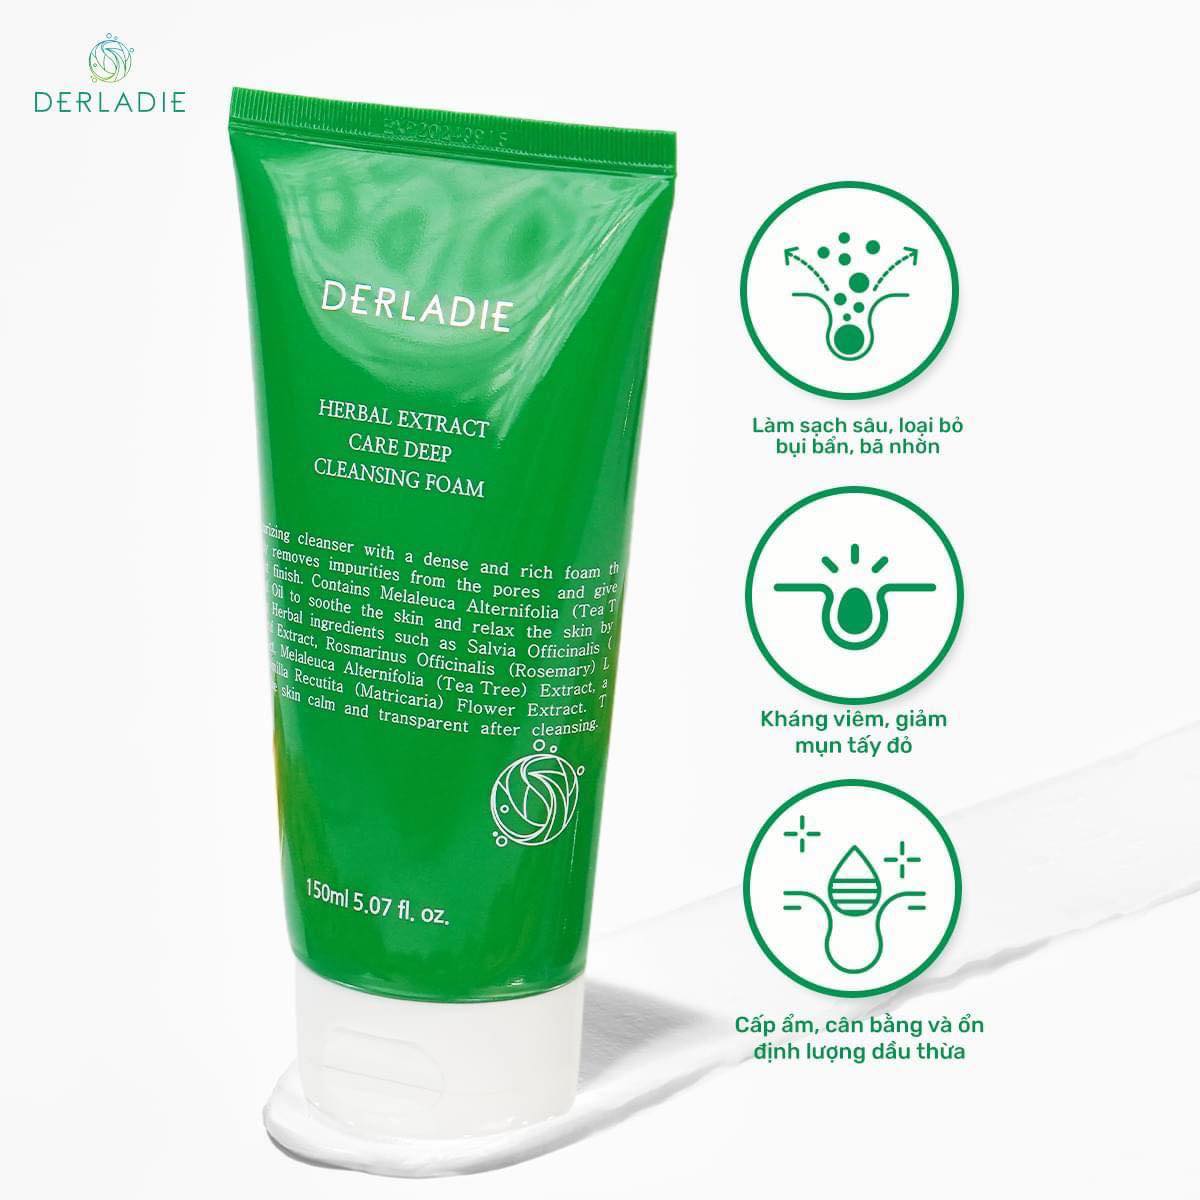 DERLADIE
DERLADIE
HERBAL EXTRACT
CARE DEEP
CLEANSING FOAM
cleanser with a dense and rich foam th
removes impurities from the pores and give
finish. Contains Melaleuca Alternifolia (Tea T
Oil to soothe the skin and relax the skin by
Herbal ingredients such as Salvia Officinalis (
Extract, Rosmarinus Officinalis (Rosemary) L
Melaleuca Alternifolia (Tea Tree) Extract, a
Recutita (Matricaria) Flower Extract. T
skin calm and transparent after cleansing.
150ml 5.07 fl. oz.
Làm sạch sâu, loại bỏ
bụi bẩn, bã nhờn
Kháng viêm, giảm
mụn tấy đỏ
Cấp ẩm, cân bằng và ổn
định lượng dầu thừa